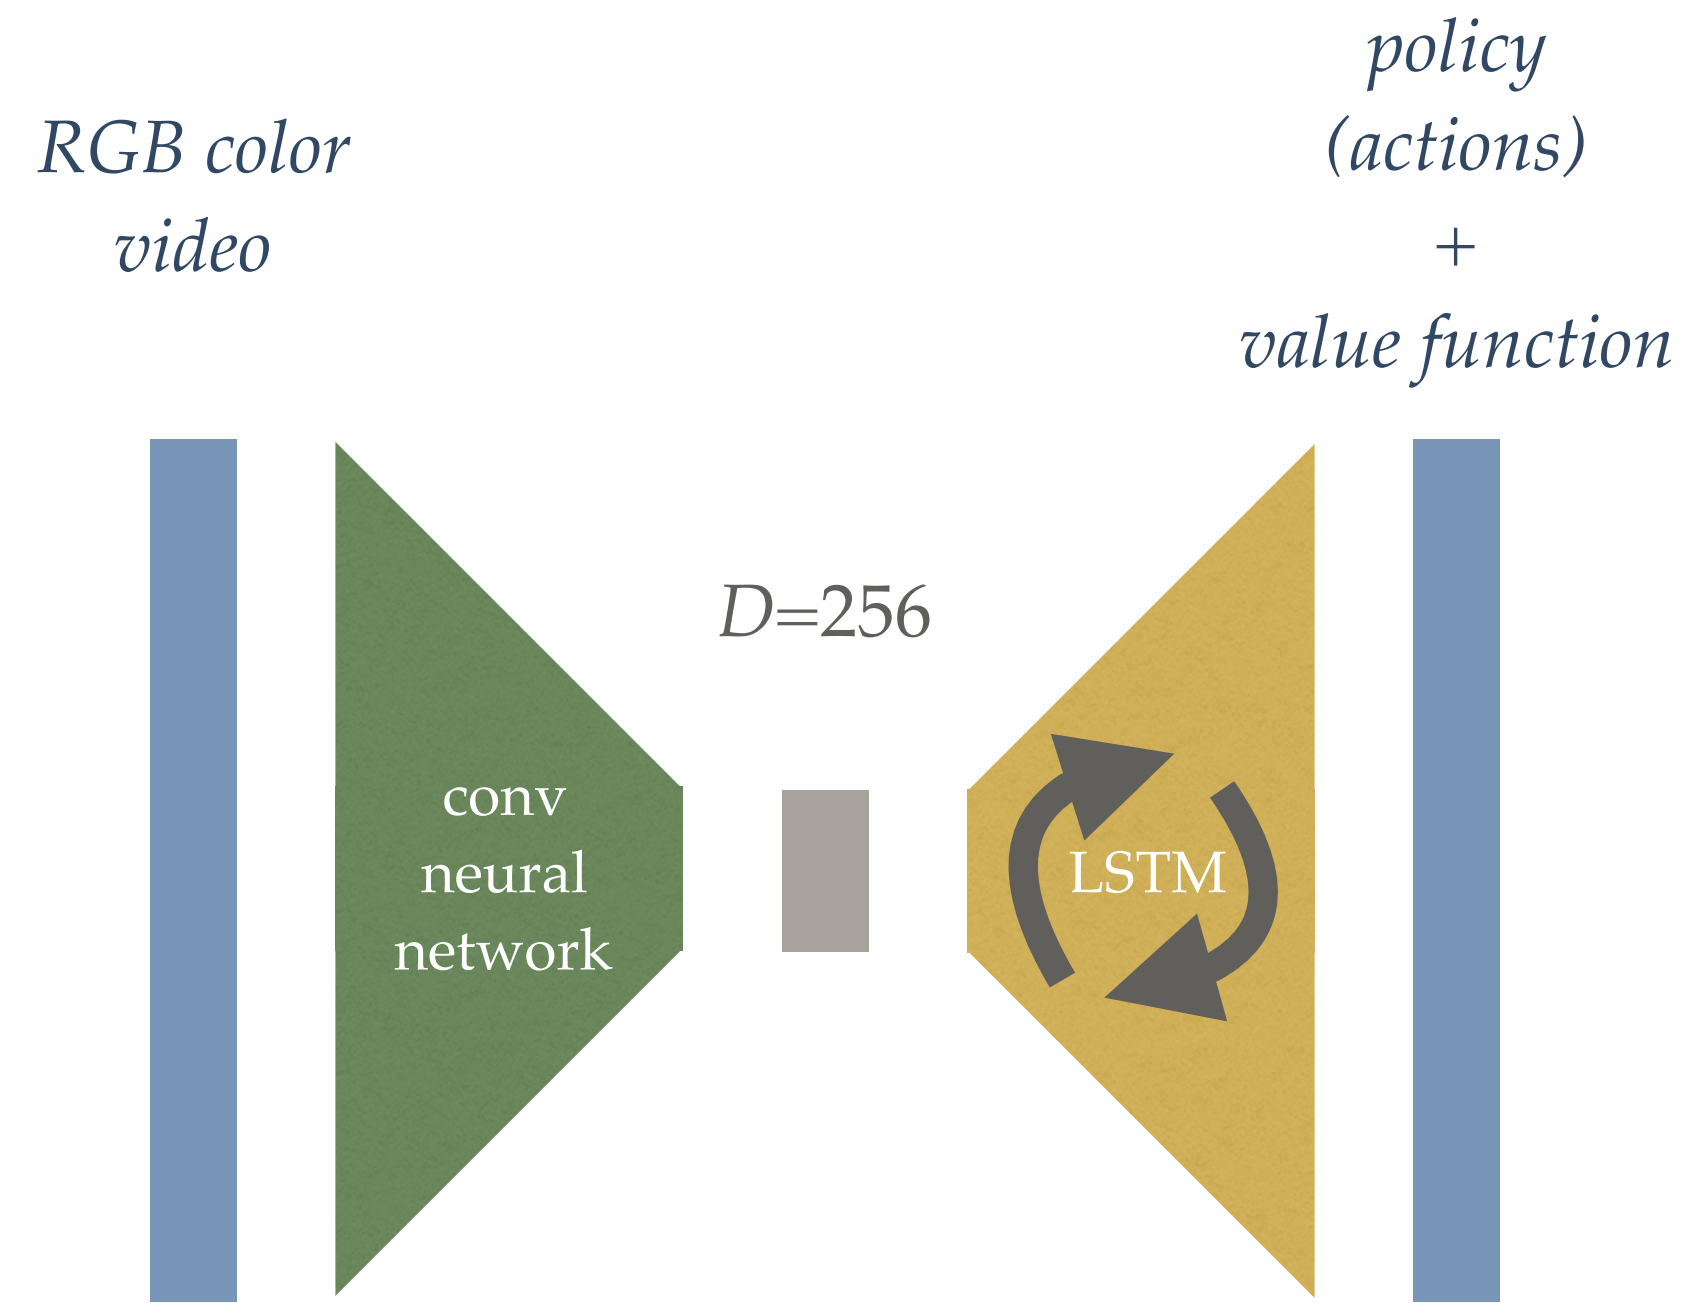 RGB color
video
policy
(actions)
+
value function
D=256
conv
neural
network
LSTM